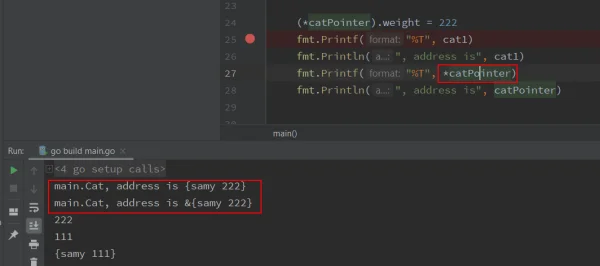 23
24 (*catPointer).weight = 222
25 fmt.Printf( format: "%T", cat1)
26 fmt.Println( a...: ", address is", cat1)
27 fmt.Printf( format: "%T", *catPointer)
28 fmt.Println( a...: ", address is", catPointer)
29
main()
Run: go build main.go ×
<4 go setup calls>
main.Cat, address is {samy 222}
main.Cat, address is &{samy 222}
222
111
{samy 111}